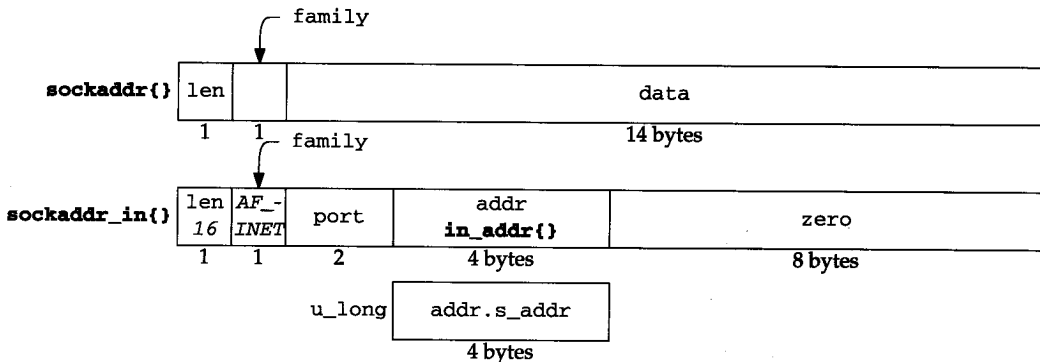 family
sockaddr{} len data
1 1 14 bytes
family
len AF_- addr
sockaddr_in{} port zero
16 INET in_addr{}
1 1 2 4 bytes 8 bytes
u_long addr.s_addr
4 bytes